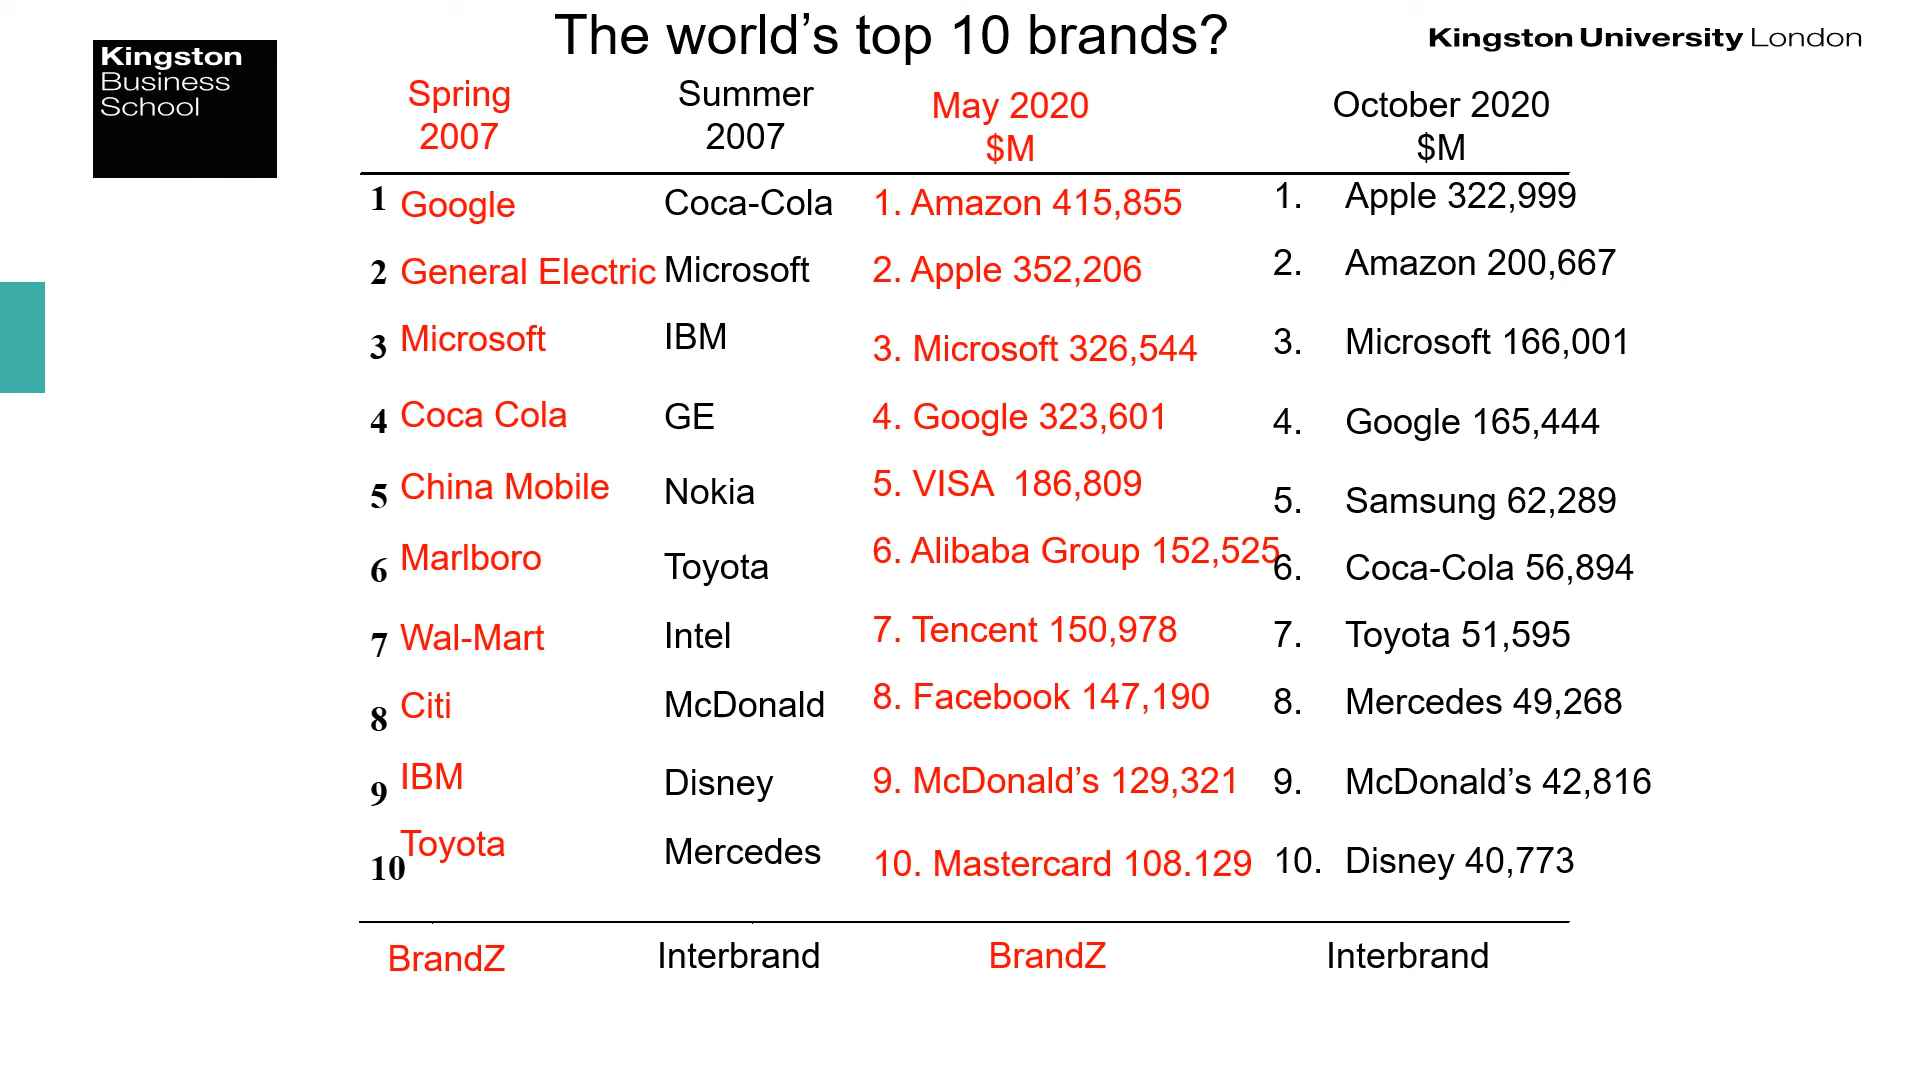 The world’s top 10 brands?
Kingston
Business
School
Kingston University London
Spring
2007
Summer
2007
May 2020
$M
October 2020
$M
1 Google Coca-Cola 1. Amazon 415,855 1. Apple 322,999
2 General Electric Microsoft 2. Apple 352,206 2. Amazon 200,667
3 Microsoft IBM 3. Microsoft 326,544 3. Microsoft 166,001
4 Coca Cola GE 4. Google 323,601 4. Google 165,444
5 China Mobile Nokia 5. VISA 186,809 5. Samsung 62,289
6 Marlboro Toyota 6. Alibaba Group 152,525 6. Coca-Cola 56,894
7 Wal-Mart Intel 7. Tencent 150,978 7. Toyota 51,595
8 Citi McDonald 8. Facebook 147,190 8. Mercedes 49,268
9 IBM Disney 9. McDonald’s 129,321 9. McDonald’s 42,816
10 Toyota Mercedes 10. Mastercard 108.129 10. Disney 40,773
BrandZ Interbrand BrandZ Interbrand